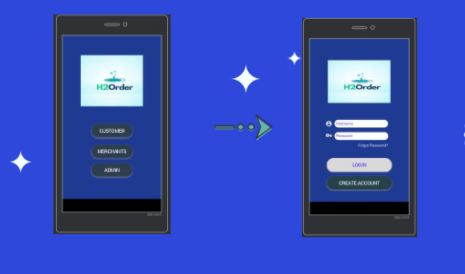 H2Order
CUSTOMER
MERCHANTS
ADMIN
H2Order
Username
Password
Forgot Password?
LOGIN
CREATE ACCOUNT